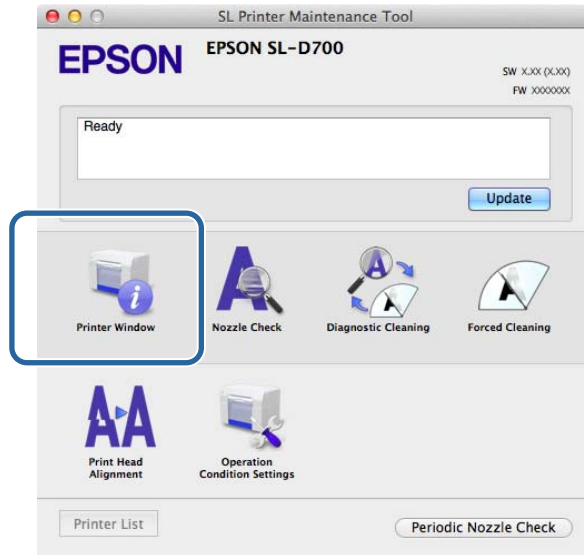 SL Printer Maintenance Tool
EPSON
EPSON SL-D700
SW X.XX (X.XX)
FW XXXXXXX
Ready
Update
Printer Window
Nozzle Check
Diagnostic Cleaning
Forced Cleaning
Print Head
Alignment
Operation
Condition Settings
Printer List
Periodic Nozzle Check